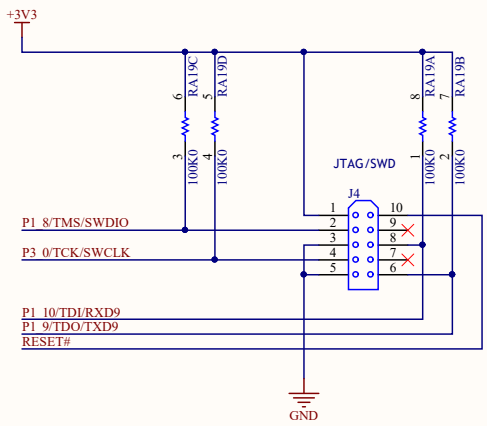 +3V3
6
RA19C
5
RA19D
8
RA19A
7
RA19B
3
100K0
4
100K0
1
100K0
2
100K0
JTAG/SWD
J4
1
10
P1_8/TMS/SWDIO
2
9
3
8
P3_0/TCK/SWCLK
4
7
5
6
P1_10/TDI/RXD9
P1_9/TDO/TXD9
RESET#
GND